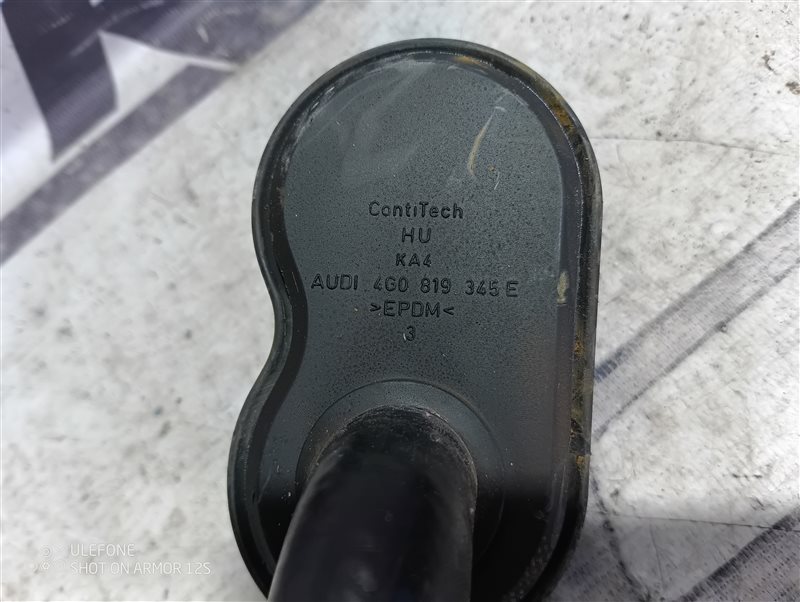 ContiTech
HU
KA4
AUDI 4G0 819 345 E
>EPDM<
3
ULEFONE
SHOT ON ARMOR 12S